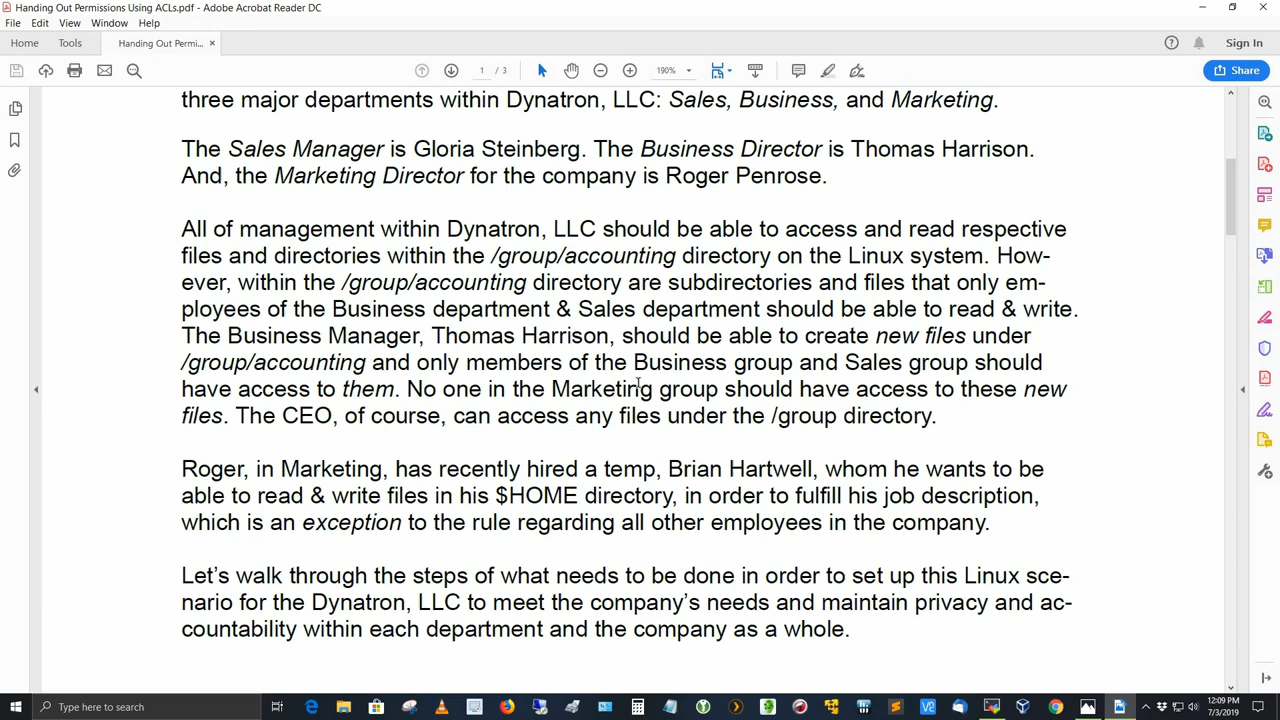 Handing Out Permissions Using ACLs.pdf - Adobe Acrobat Reader DC
File Edit View Window Help
Home Tools Handing Out Permi... × Sign In
1 / 3 190% Share
three major departments within Dynatron, LLC: Sales, Business, and Marketing.
The Sales Manager is Gloria Steinberg. The Business Director is Thomas Harrison.
And, the Marketing Director for the company is Roger Penrose.
All of management within Dynatron, LLC should be able to access and read respective
files and directories within the /group/accounting directory on the Linux system. How-
ever, within the /group/accounting directory are subdirectories and files that only em-
ployees of the Business department & Sales department should be able to read & write.
The Business Manager, Thomas Harrison, should be able to create new files under
/group/accounting and only members of the Business group and Sales group should
have access to them. No one in the Marketing group should have access to these new
files. The CEO, of course, can access any files under the /group directory.
Roger, in Marketing, has recently hired a temp, Brian Hartwell, whom he wants to be
able to read & write files in his $HOME directory, in order to fulfill his job description,
which is an exception to the rule regarding all other employees in the company.
Let's walk through the steps of what needs to be done in order to set up this Linux sce-
nario for the Dynatron, LLC to meet the company's needs and maintain privacy and ac-
countability within each department and the company as a whole.
Type here to search
12:09 PM
7/3/2019